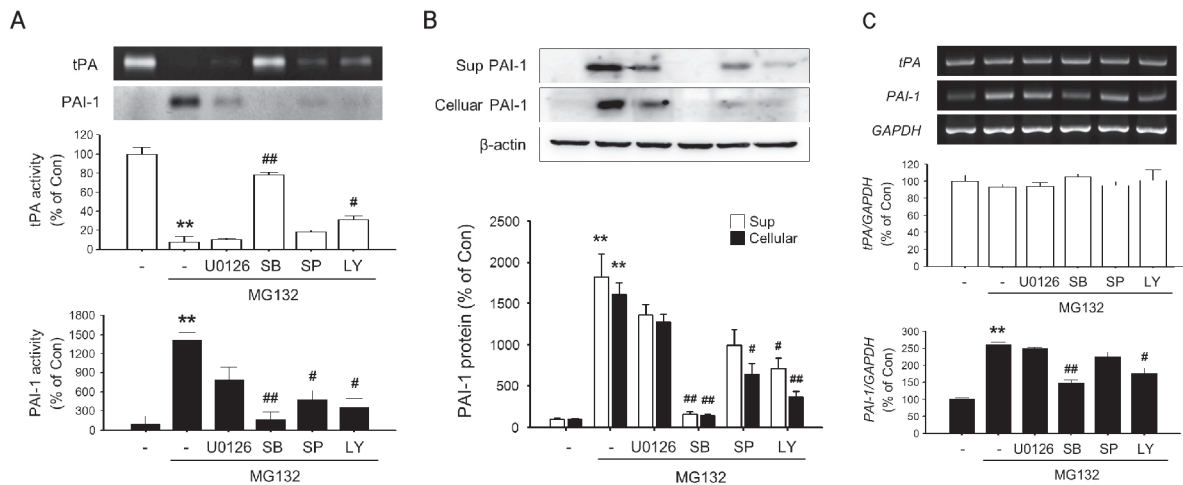 A
tPA
PAI-1
tPA activity
(% of Con)
120
100
80
60
40
20
0
**
##
#
- - U0126 SB SP LY
MG132
PAI-1 activity
(% of Con)
1800
1500
1200
900
600
300
0
**
##
#
#
- - U0126 SB SP LY
MG132
B
Sup PAI-1
Celluar PAI-1
β-actin
PAI-1 protein (% of Con)
2500
2000
1500
1000
500
0
Sup
Cellular
**
**
##
##
#
#
##
- - U0126 SB SP LY
MG132
C
tPA
PAI-1
GAPDH
tPA/GAPDH
(% of Con)
120
100
80
60
40
20
0
- - U0126 SB SP LY
MG132
PAI-1/GAPDH
(% of Con)
300
250
200
150
100
50
0
**
##
#
- - U0126 SB SP LY
MG132